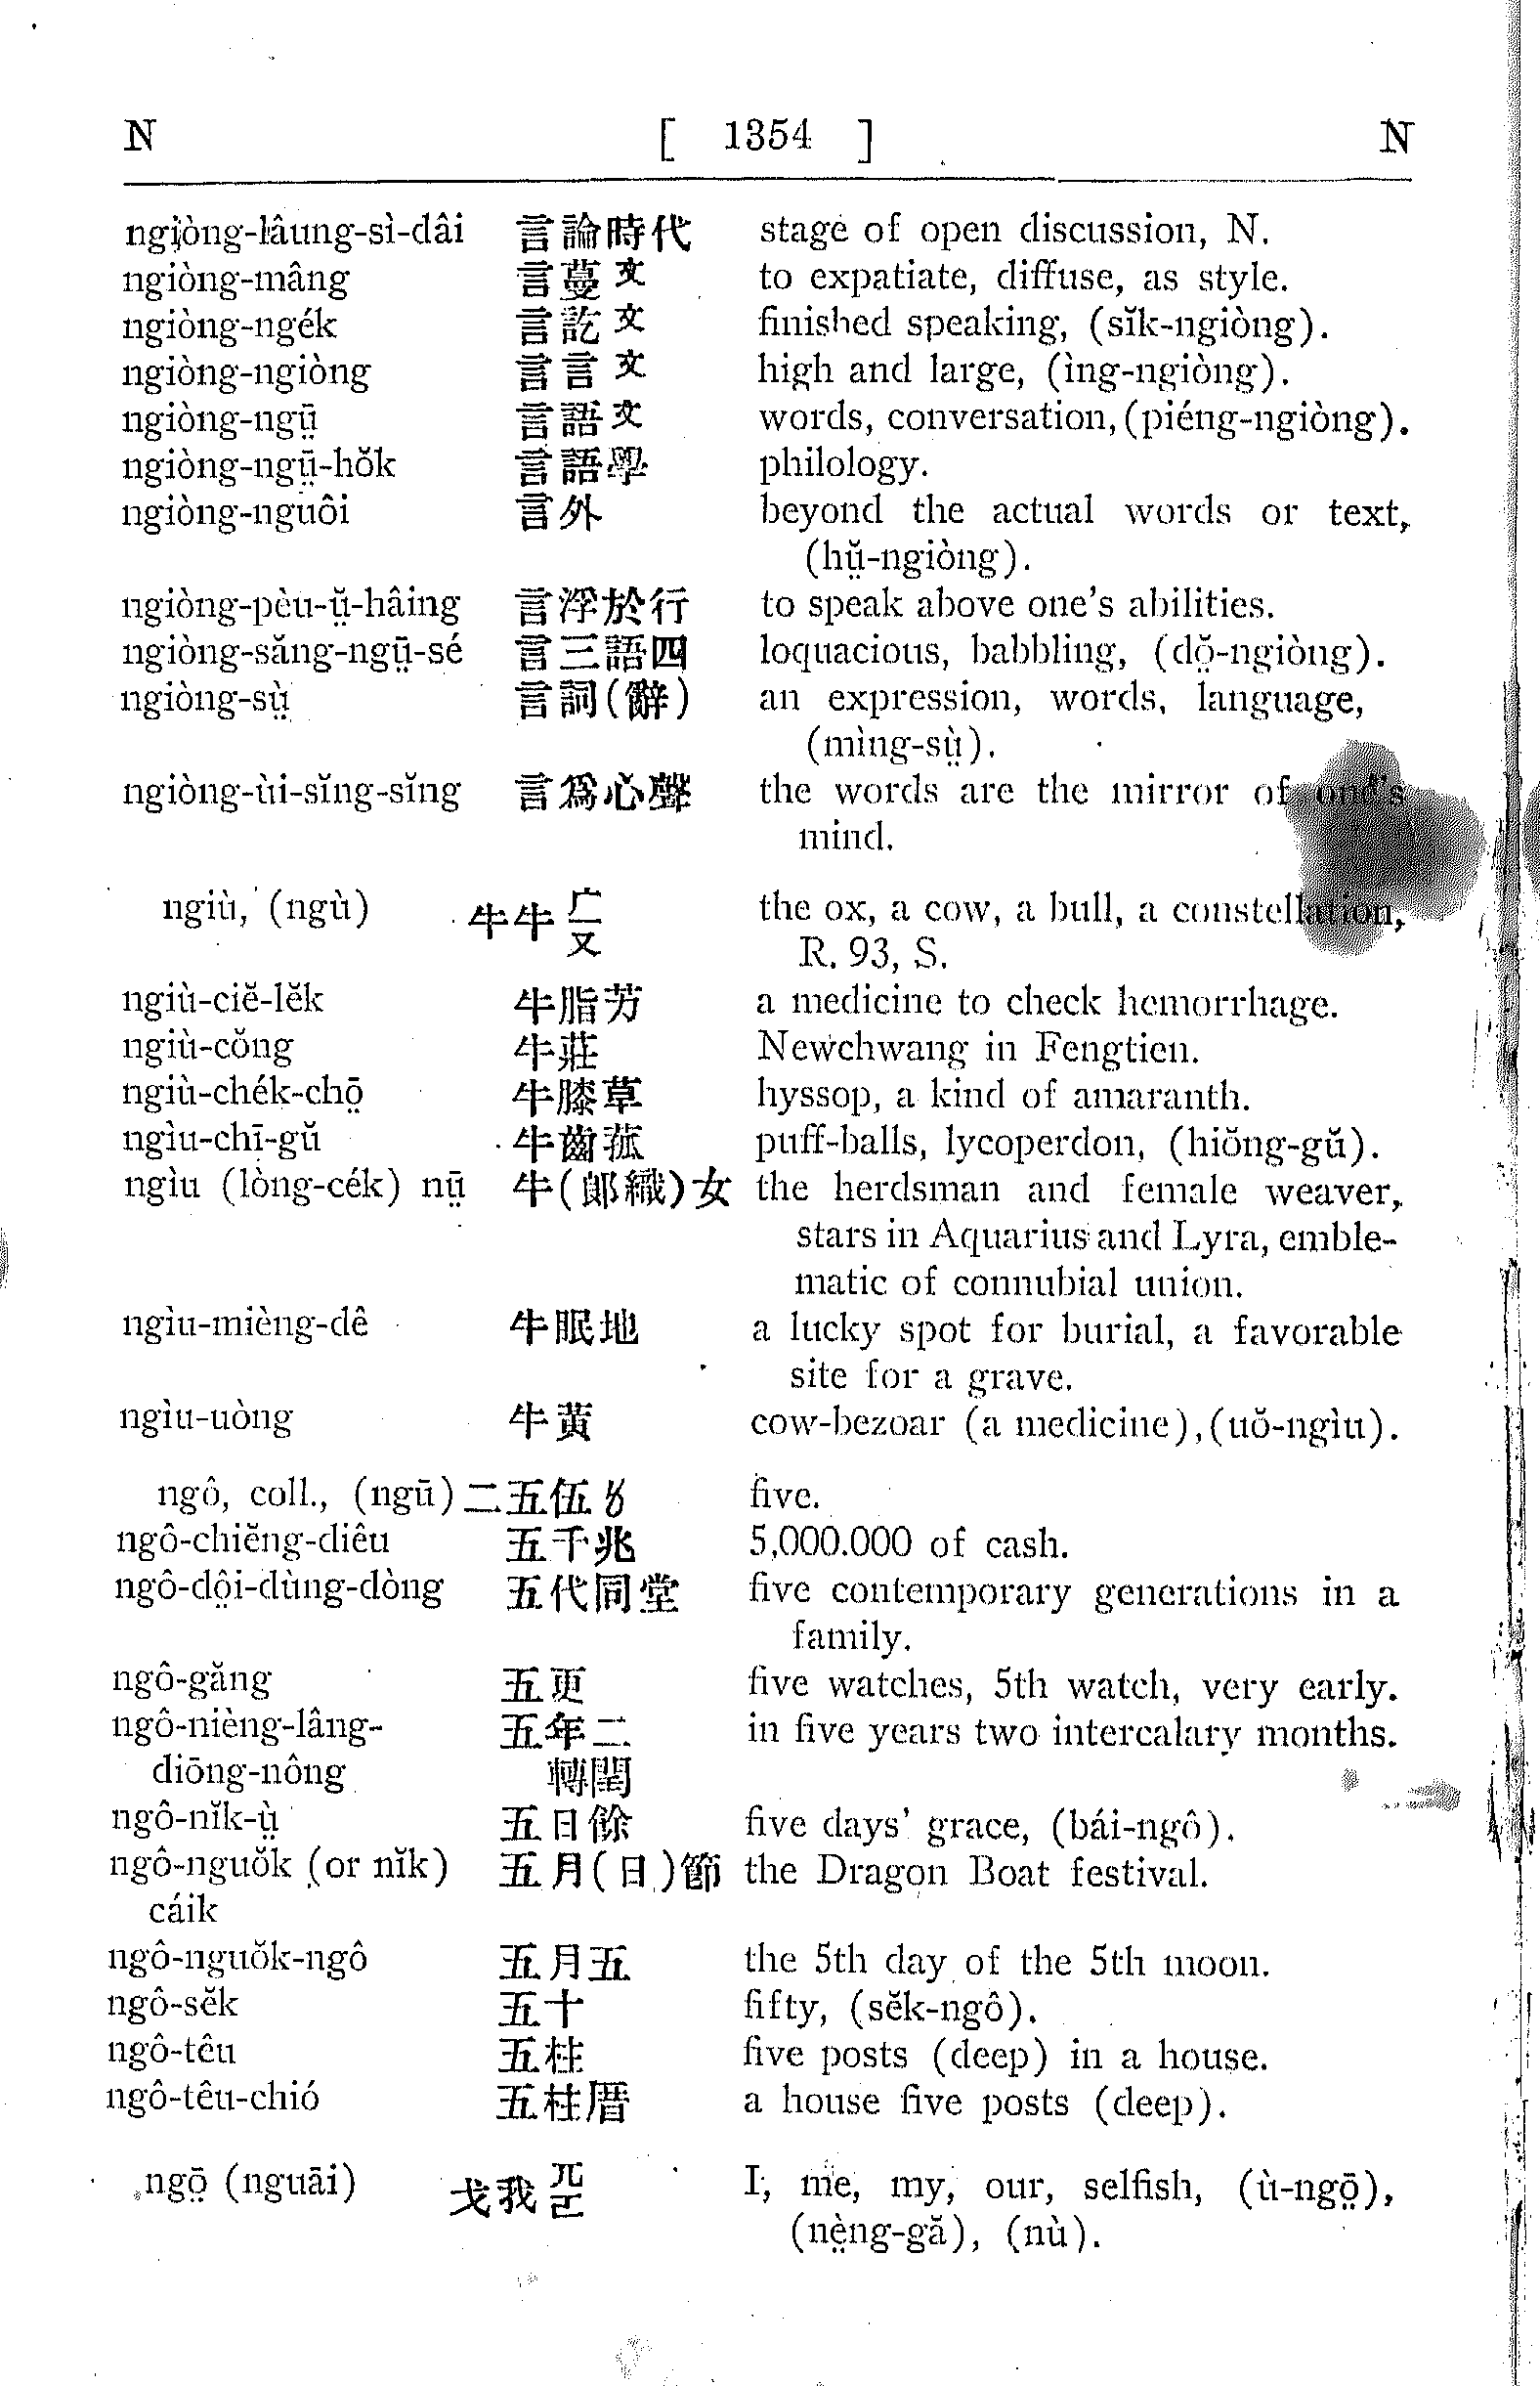 N [ 1354 ] N
ngiòng-lâung-sì-dâi 言論時代 stage of open discussion, N.
ngiòng-mâng 言蔓文 to expatiate, diffuse, as style.
ngiòng-ngék 言訖文 finished speaking, (sĭk-ngiòng).
ngiòng-ngiòng 言言文 high and large, (ìng-ngiòng).
ngiòng-ngṳ̄ 言語文 words, conversation, (piéng-ngiòng).
ngiòng-ngṳ̄-hŏk 言語學 philology.
ngiòng-nguôi 言外 beyond the actual words or text,
(hṳ̆-ngiòng).
ngiòng-pèu-ṳ̆-hâing 言浮於行 to speak above one's abilities.
ngiòng-săng-ngṳ̄-sé 言三語四 loquacious, babbling, (dŏ̤-ngiòng).
ngiòng-sṳ̀ 言詞(辭) an expression, words, language,
(mìng-sṳ̀).
ngiòng-ùi-sĭng-sĭng 言爲心聲 the words are the mirror of one's
mind.
ngiù, (ngù) 牛牛广又 the ox, a cow, a bull, a constellation,
R. 93, S.
ngiù-ciĕ-lĕk 牛脂芳 a medicine to check hemorrhage.
ngiù-cŏng 牛莊 Newchwang in Fengtien.
ngiù-chék-chō̤ 牛膝草 hyssop, a kind of amaranth.
ngìu-chī-gŭ 牛齒菰 puff-balls, lycoperdon, (hiŏng-gŭ).
ngìu (lòng-cék) nṳ̄ 牛(郞織)女 the herdsman and female weaver,
stars in Aquarius and Lyra, emble-
matic of connubial union.
ngìu-mièng-dê 牛眠地 a lucky spot for burial, a favorable
site for a grave.
ngìu-uòng 牛黃 cow-bezoar (a medicine), (uŏ-ngìu).
ngô, coll., (ngū) 二五伍〥 five.
ngô-chiĕng-diêu 五千兆 5,000.000 of cash.
ngô-dô̤i-dùng-dòng 五代同堂 five contemporary generations in a
family.
ngô-găng 五更 five watches, 5th watch, very early.
ngô-nièng-lâng- 五年二 in five years two intercalary months.
diōng-nông 轉閏
ngô-nĭk-ṳ̀ 五日餘 five days' grace, (bái-ngô).
ngô-nguŏk (or nĭk) 五月(日)節 the Dragon Boat festival.
cáik
ngô-nguŏk-ngô 五月五 the 5th day of the 5th moon.
ngô-sĕk 五十 fifty, (sĕk-ngô).
ngô-têu 五柱 five posts (deep) in a house.
ngô-têu-chió 五柱厝 a house five posts (deep).
ngō̤ (nguāi) 戈我 I, me, my, our, selfish, (ù-ngō̤),
(nè̤ng-gă), (nù).